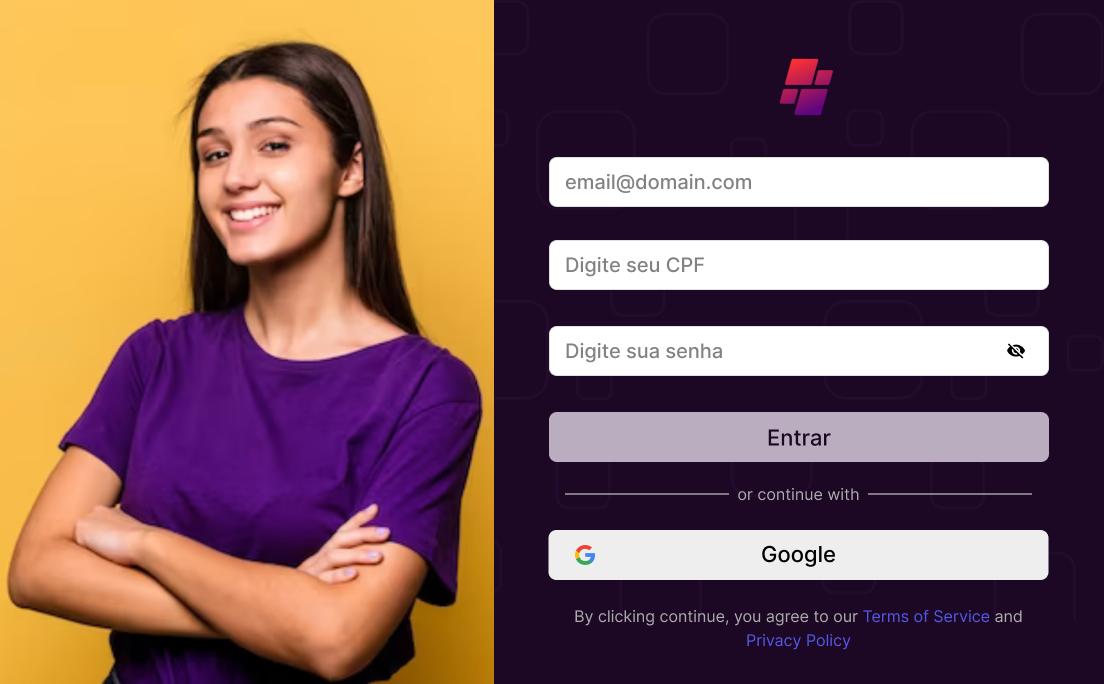 email@domain.com
Digite seu CPF
Digite sua senha
Entrar
or continue with
Google
By clicking continue, you agree to our Terms of Service and
Privacy Policy